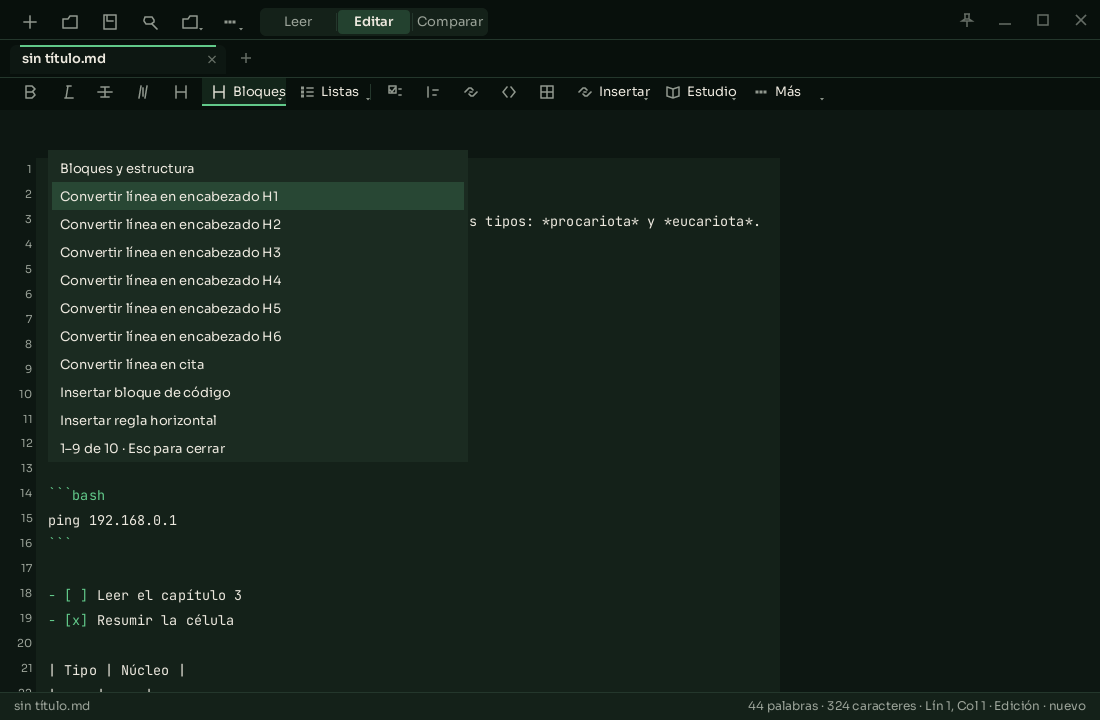 Leer Editar Comparar
sin título.md
Bloques Listas Insertar Estudio Más
1 Bloques y estructura
2 Convertir línea en encabezado H1
3 Convertir línea en encabezado H2 s tipos: *procariota* y *eucariota*.
4 Convertir línea en encabezado H3
5 Convertir línea en encabezado H4
6
7 Convertir línea en encabezado H5
8 Convertir línea en encabezado H6
9 Convertir línea en cita
10 Insertar bloque de código
11 Insertar regla horizontal
12 1–9 de 10 · Esc para cerrar
13
14 ```bash
15 ping 192.168.0.1
16 ```
17
18 - [ ] Leer el capítulo 3
19 - [x] Resumir la célula
20
21 | Tipo | Núcleo |
sin título.md 44 palabras · 324 caracteres · Lín 1, Col 1 · Edición · nuevo